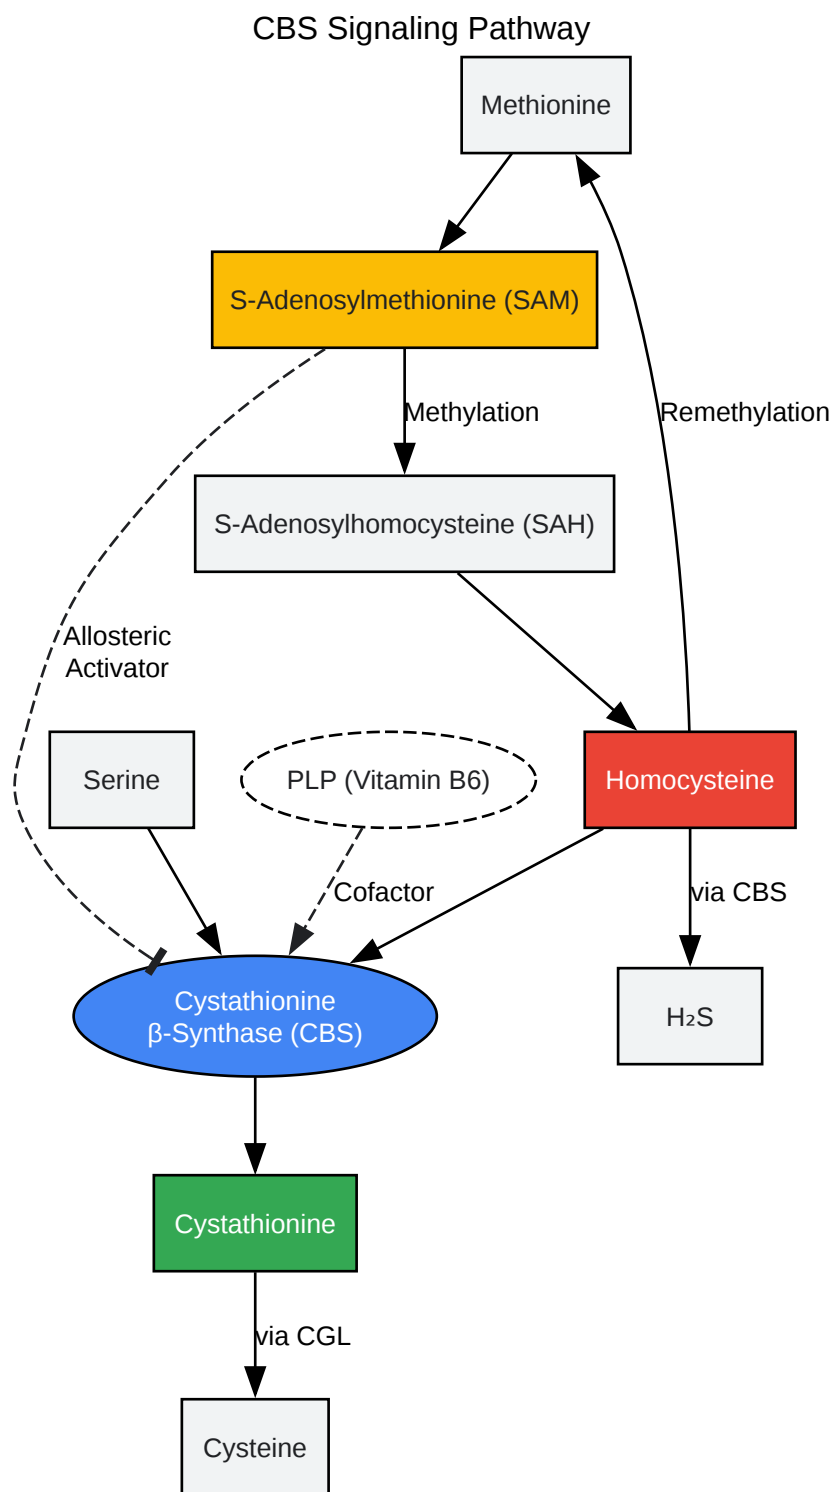 CBS Signaling Pathway
Methionine
S-Adenosylmethionine (SAM)
Methylation
Remethylation
S-Adenosylhomocysteine (SAH)
Allosteric
Activator
Serine
PLP (Vitamin B6)
Homocysteine
Cofactor
via CBS
Cystathionine
β-Synthase (CBS)
H₂S
Cystathionine
via CGL
Cysteine